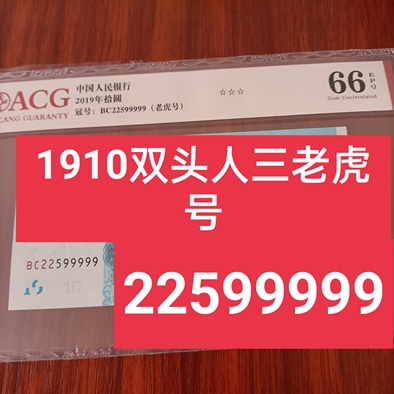 ACG
CANG GUARANTY
中国人民银行
2019年拾圆
冠号：BC22599999（老虎号）
☆☆☆
66 EPQ
Gem Uncirculated
1910双头人三老虎
号
BC22599999
10
22599999